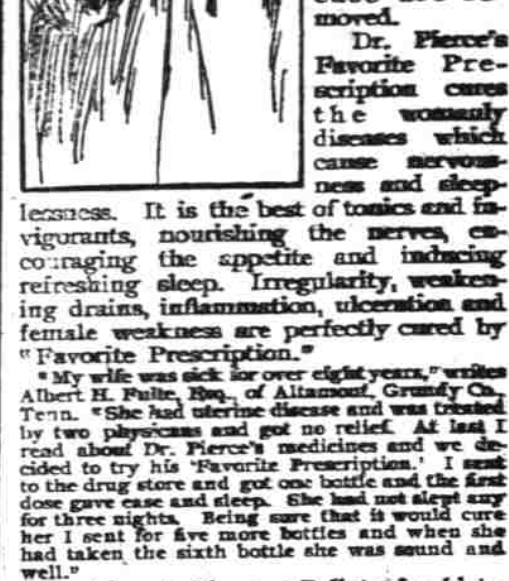 moved.
Dr. Pierce's
Favorite Pre-
scription cures
the womanly
diseases which
cause nervous-
ness and sleep-
lessness. It is the best of tonics and in-
vigorants, nourishing the nerves, en-
couraging the appetite and inducing
refreshing sleep. Irregularity, weaken-
ing drains, inflammation, ulceration and
female weakness are perfectly cured by
"Favorite Prescription."
"My wife was sick for over eight years," writes
Albert H. Fulte, Esq., of Altamont, Grundy Co.,
Tenn. "She had uterine disease and was treated
by two physicians and got no relief. At last I
read about Dr. Pierce's medicines and we de-
cided to try his 'Favorite Prescription.' I sent
to the drug store and got one bottle and the first
dose gave ease and sleep. She had not slept any
for three nights. Being sure that it would cure
her I sent for five more bottles and when she
had taken the sixth bottle she was sound and
well."